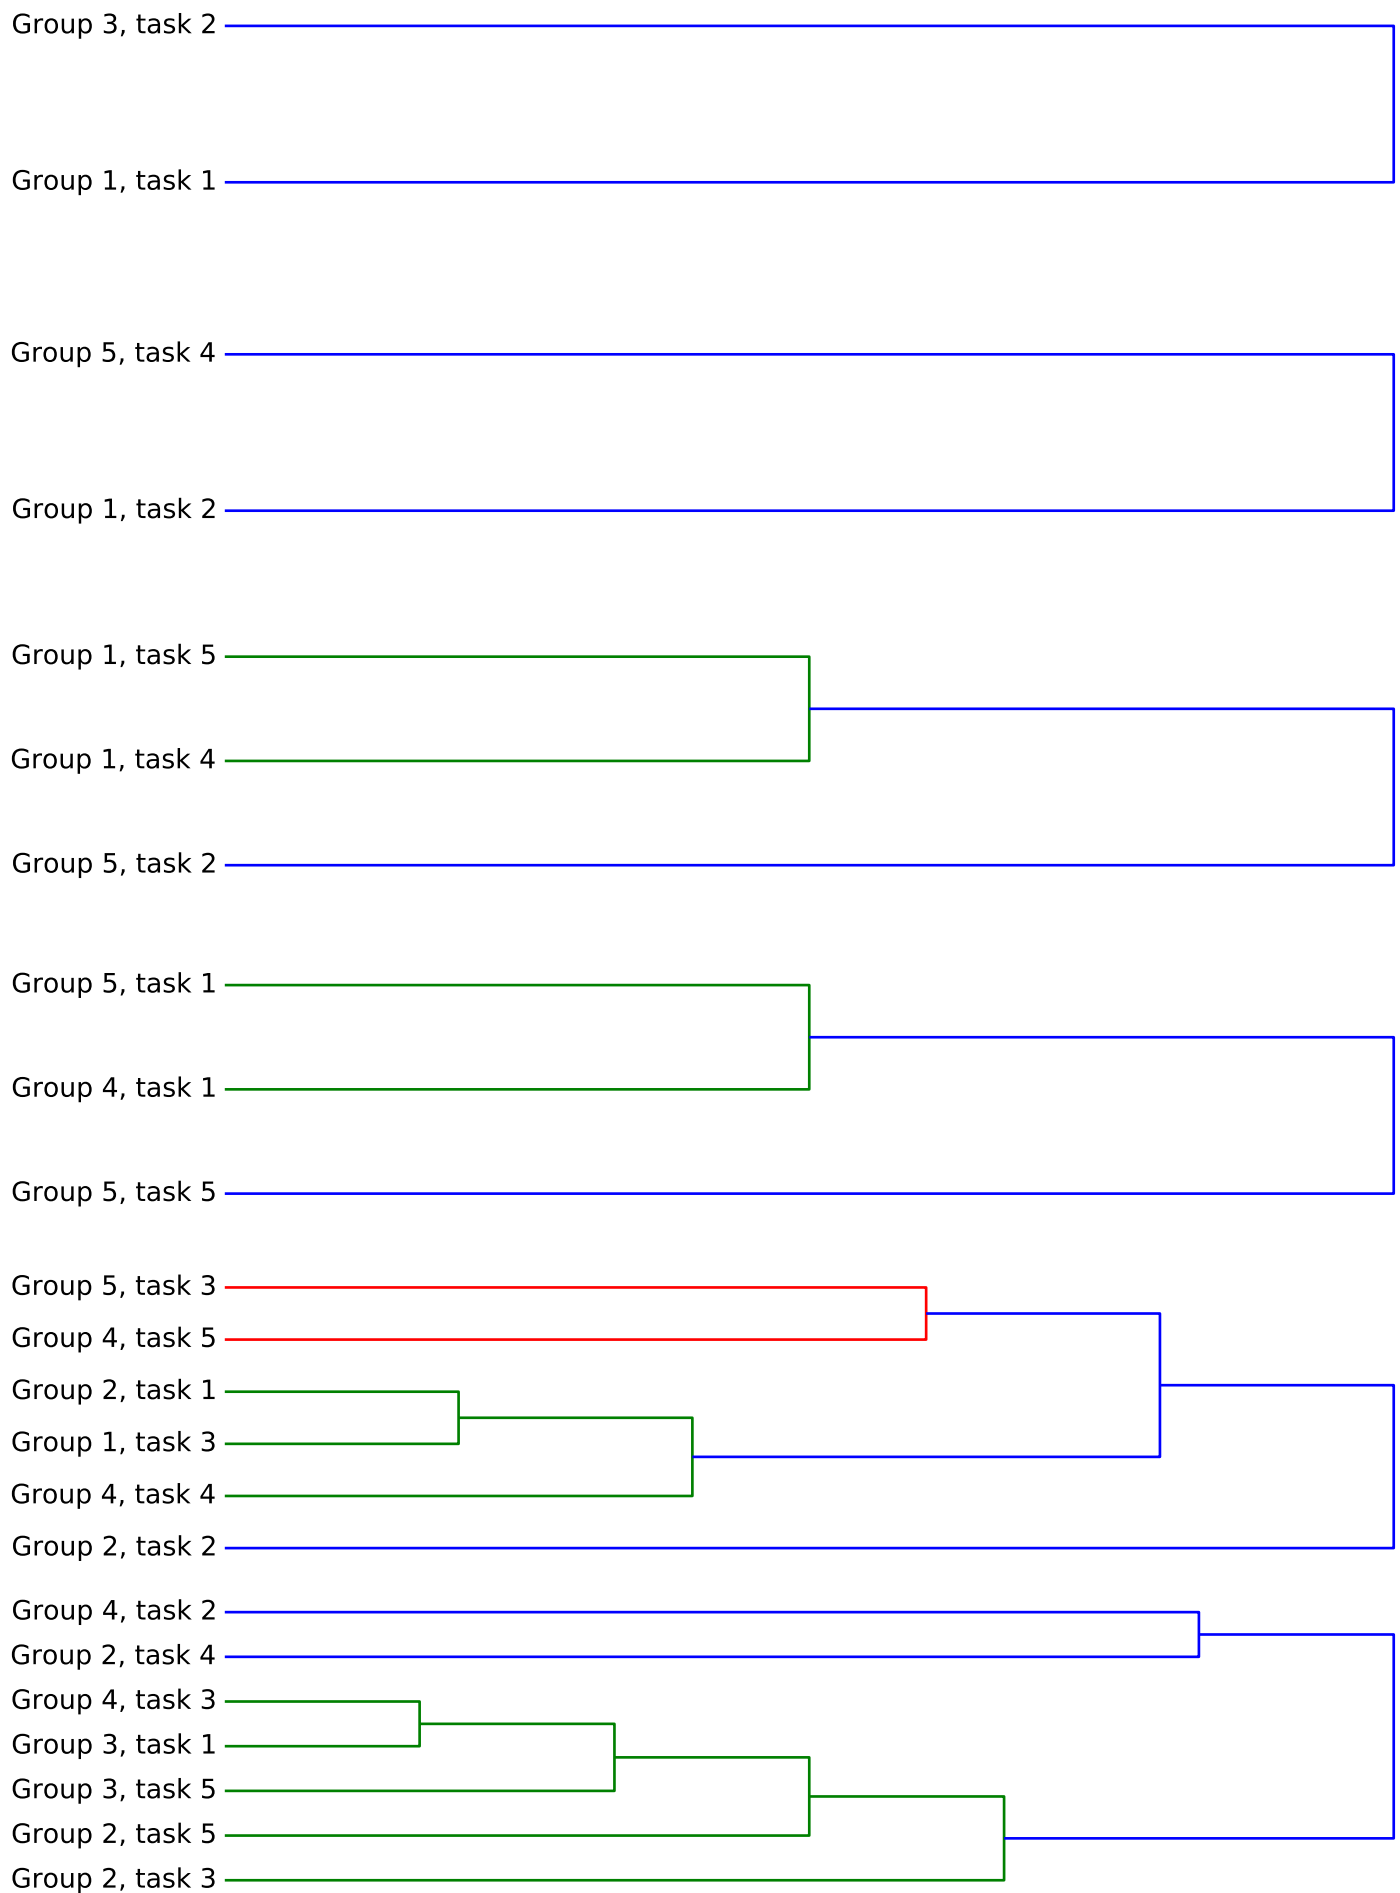 Group 3, task 2
Group 1, task 1
Group 5, task 4
Group 1, task 2
Group 1, task 5
Group 1, task 4
Group 5, task 2
Group 5, task 1
Group 4, task 1
Group 5, task 5
Group 5, task 3
Group 4, task 5
Group 2, task 1
Group 1, task 3
Group 4, task 4
Group 2, task 2
Group 4, task 2
Group 2, task 4
Group 4, task 3
Group 3, task 1
Group 3, task 5
Group 2, task 5
Group 2, task 3